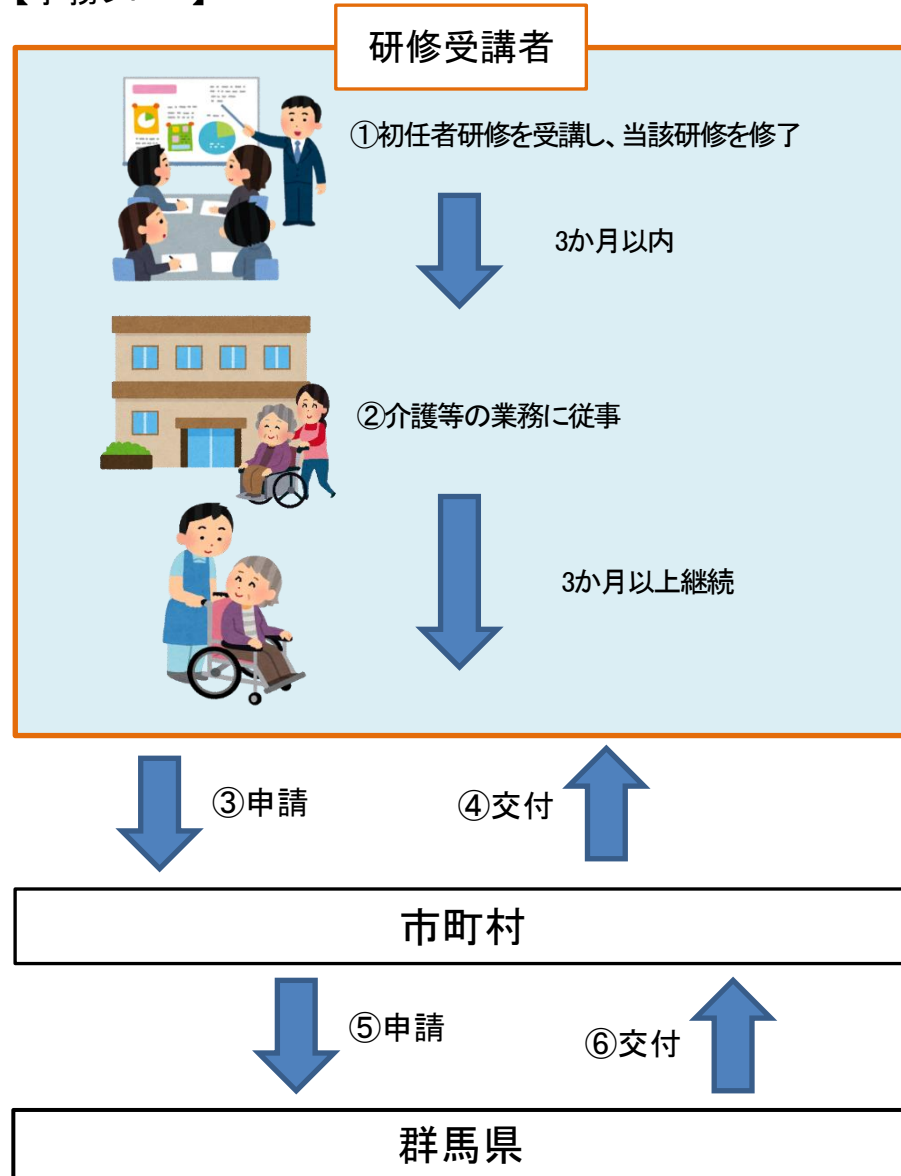 研修受講者
①初任者研修を受講し、当該研修を修了
3か月以内
②介護等の業務に従事
3か月以上継続
③申請
④交付
市町村
⑤申請
⑥交付
群馬県